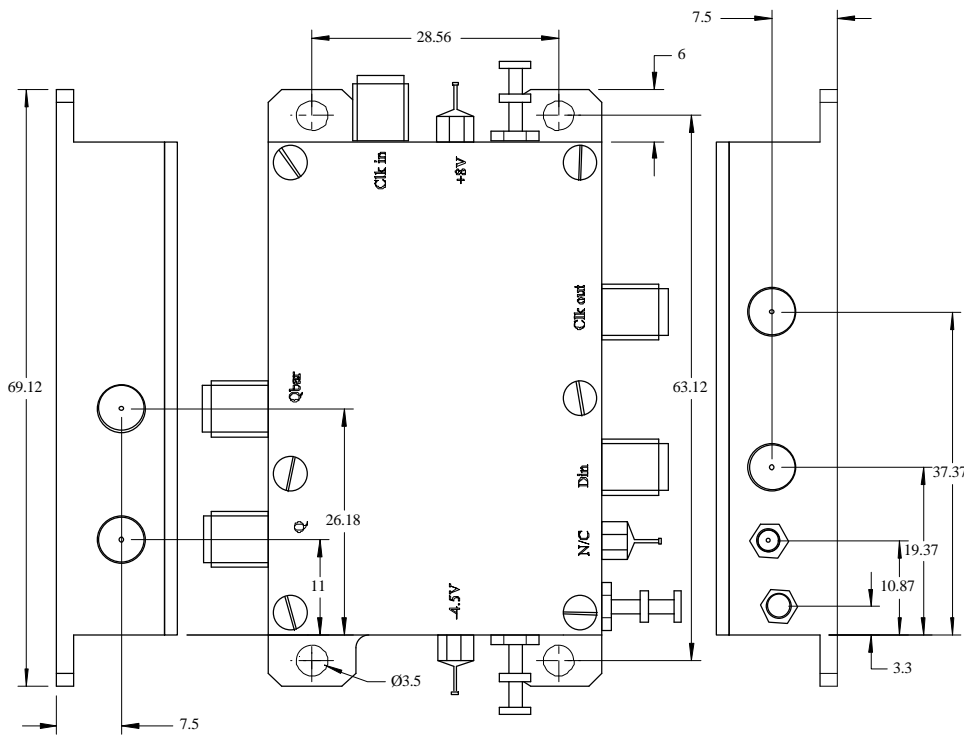 7.5
28.56
6
Clk in
+8V
Clk out
69.12
Qbar
63.12
Din
37.37
26.18
Q
N/C
19.37
11
10.87
-4.5V
3.3
Ø3.5
7.5